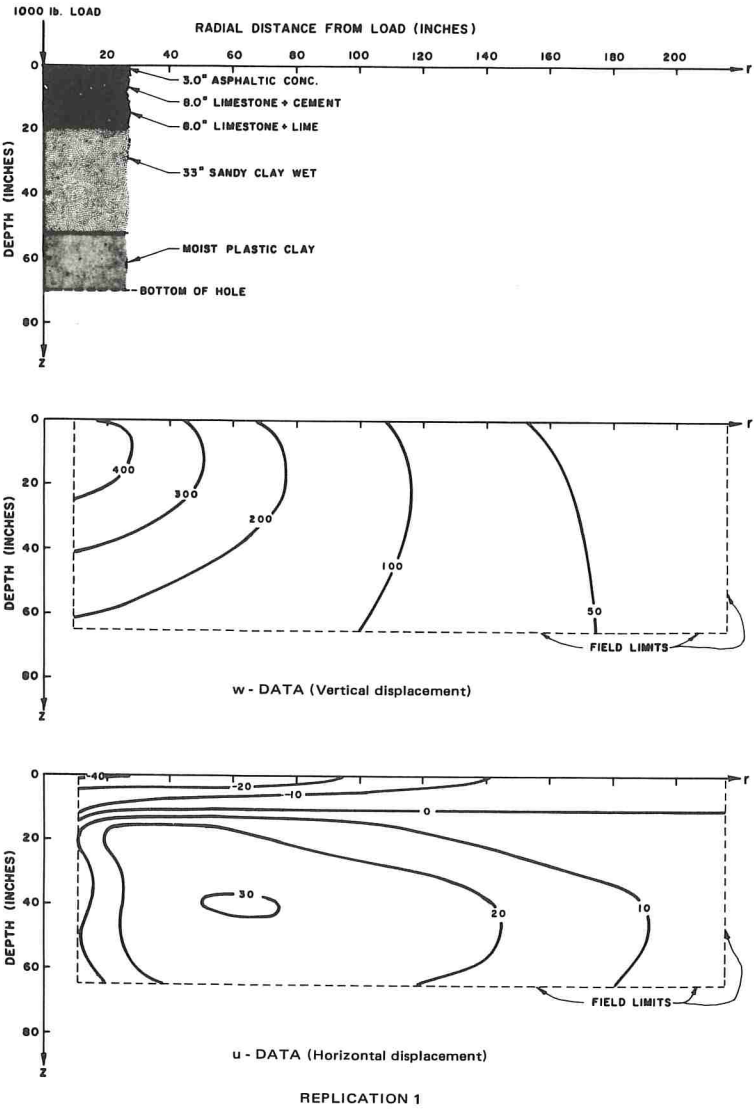 1000 lb. LOAD
RADIAL DISTANCE FROM LOAD (INCHES)
20 40 60 80 100 120 140 160 180 200
r
0
20
40
60
80
DEPTH (INCHES)
z
3.0" ASPHALTIC CONC.
8.0" LIMESTONE + CEMENT
8.0" LIMESTONE + LIME
33" SANDY CLAY WET
MOIST PLASTIC CLAY
BOTTOM OF HOLE
0
20
40
60
80
DEPTH (INCHES)
z
r
400
300
200
100
50
FIELD LIMITS
w - DATA (Vertical displacement)
0
20
40
60
80
DEPTH (INCHES)
z
r
-40
-20
-10
0
30
20
10
FIELD LIMITS
u - DATA (Horizontal displacement)
REPLICATION 1